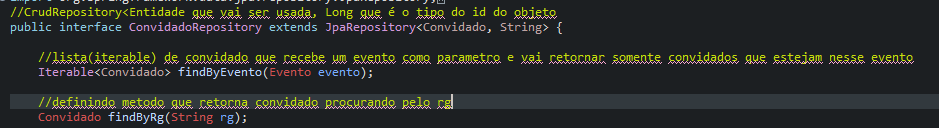 //CrudRepository<Entidade que vai ser usada, Long que é o tipo do id do objeto
public interface ConvidadoRepository extends JpaRepository<Convidado, String> {
//lista(iterable) de convidado que recebe um evento como parametro e vai retornar somente convidados que estejam nesse evento
Iterable<Convidado> findByEvento(Evento evento);
//definindo metodo que retorna convidado procurando pelo rg
Convidado findByRg(String rg);